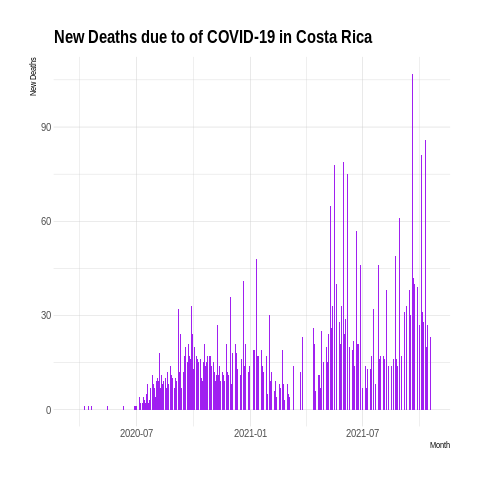 New Deaths due to of COVID-19 in Costa Rica
New Deaths
90
60
30
0
2020-07
2021-01
2021-07
Month